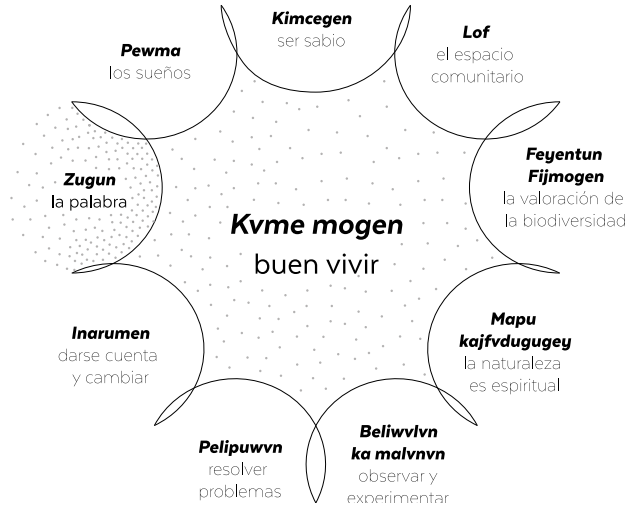 Kimcegen
ser sabio
Lof
el espacio
comunitario
Feyentun
Fijmogen
la valoración de
la biodiversidad
Mapu
kajfvdugugey
la naturaleza
es espiritual
Beliwvlvn
ka malvnvn
observar y
experimentar
Pelipuwvn
resolver
problemas
Inarumen
darse cuenta
y cambiar
Zugun
la palabra
Pewma
los sueños
Kvme mogen
buen vivir